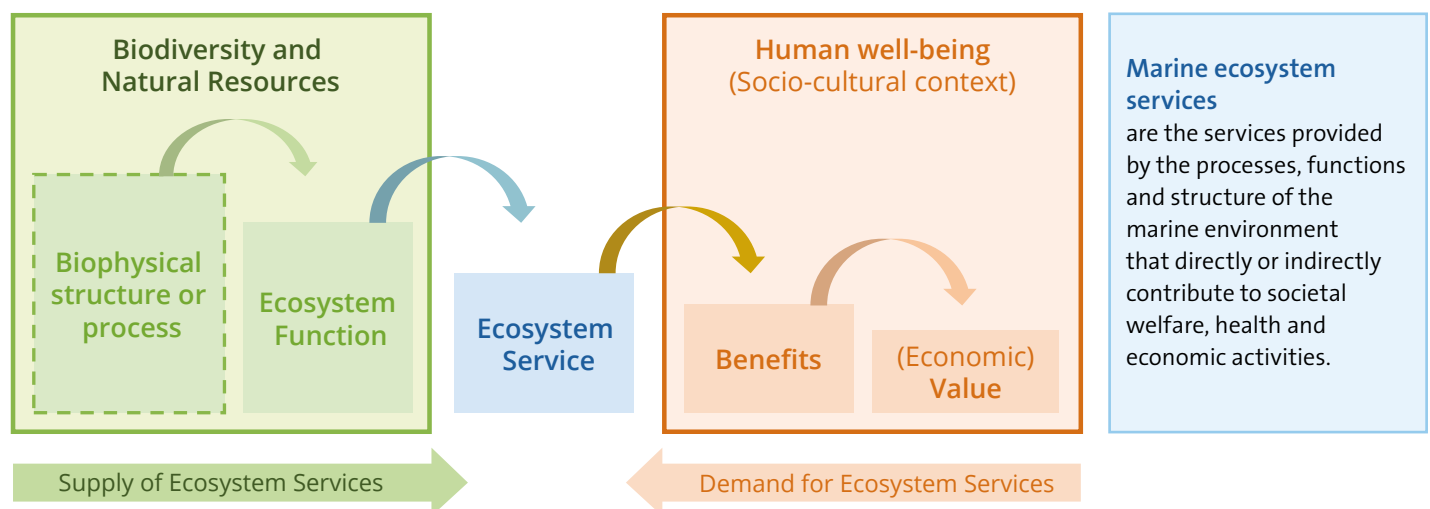 Biodiversity and
Natural Resources
Biophysical
structure or
process
Ecosystem
Function
Ecosystem
Service
Human well-being
(Socio-cultural context)
Benefits
(Economic)
Value
Marine ecosystem
services
are the services provided
by the processes, functions
and structure of the
marine environment
that directly or indirectly
contribute to societal
welfare, health and
economic activities.
Supply of Ecosystem Services
Demand for Ecosystem Services